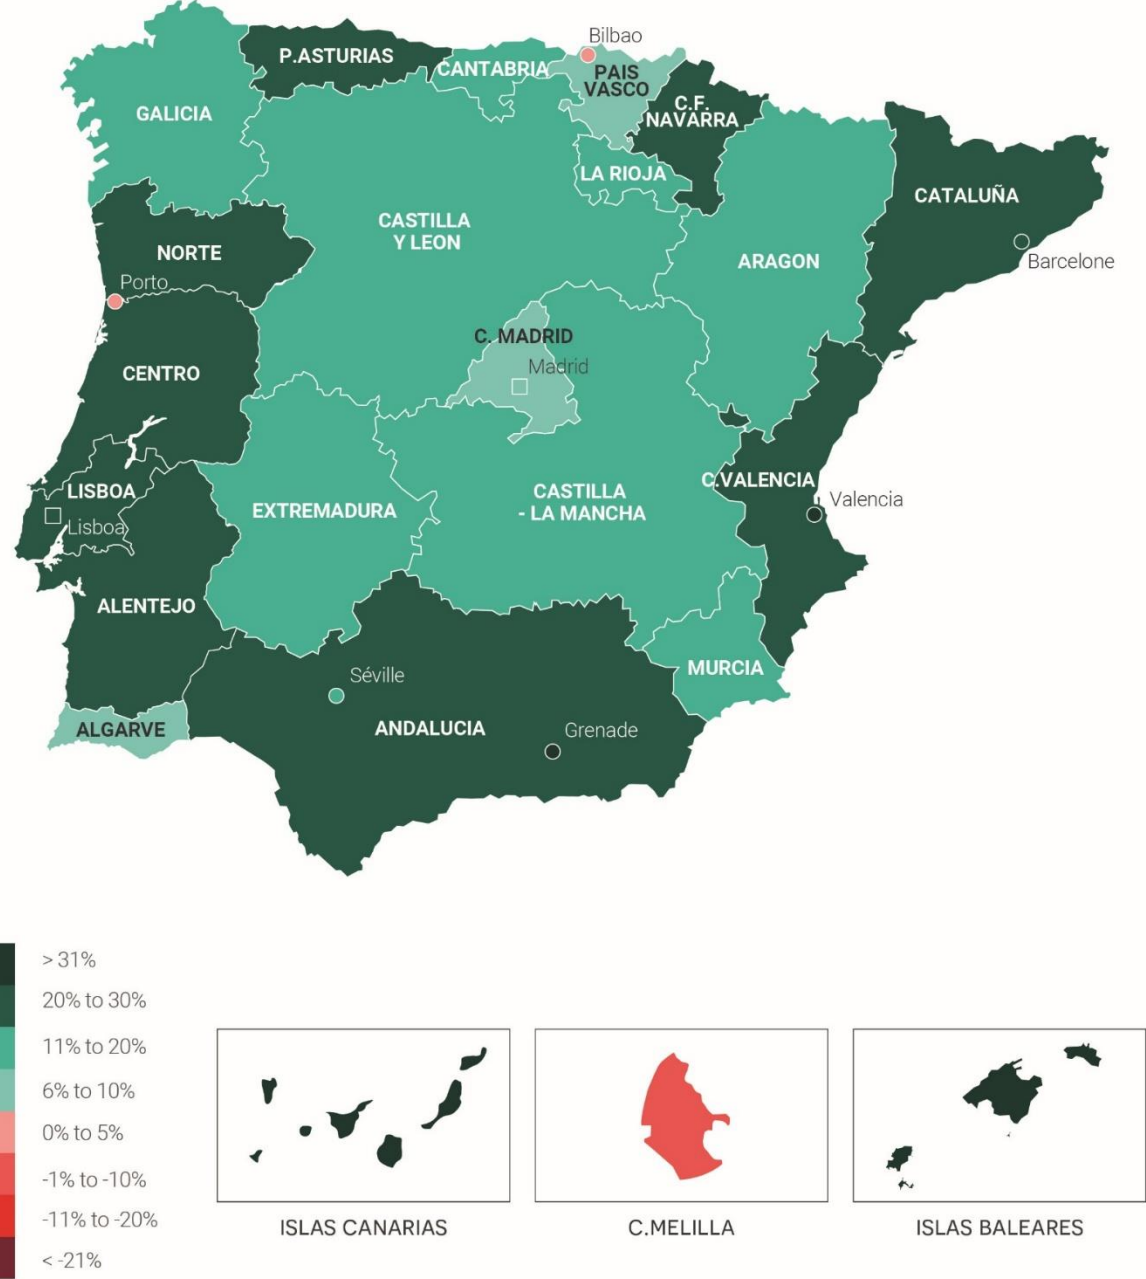 Bilbao
P.ASTURIAS
CANTABRIA
PAIS
VASCO
GALICIA
C.F.
NAVARRA
LA RIOJA
CATALUÑA
CASTILLA
Y LEON
NORTE
ARAGON
Barcelone
Porto
C. MADRID
Madrid
CENTRO
LISBOA
C.VALENCIA
Valencia
CASTILLA
- LA MANCHA
EXTREMADURA
Lisboa
ALENTEJO
MURCIA
Séville
ALGARVE
ANDALUCIA
Grenade
> 31%
20% to 30%
11% to 20%
6% to 10%
0% to 5%
-1% to -10%
-11% to -20%
< -21%
ISLAS CANARIAS
C.MELILLA
ISLAS BALEARES